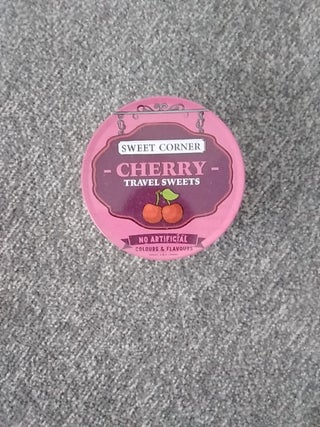 SWEET CORNER
CHERRY
TRAVEL SWEETS
NO ARTIFICIAL
COLOURS & FLAVOURS